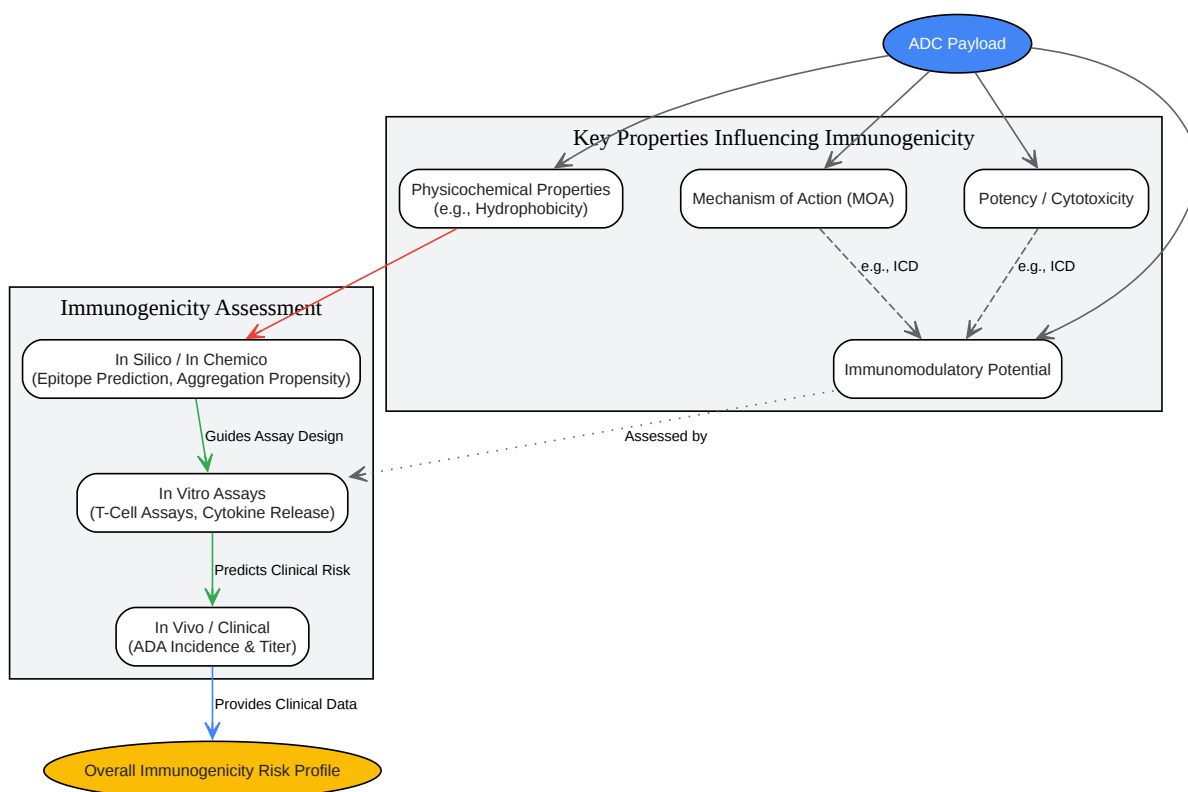 ADC Payload
Key Properties Influencing Immunogenicity
Physicochemical Properties
(e.g., Hydrophobicity)
Mechanism of Action (MOA)
Potency / Cytotoxicity
e.g., ICD
e.g., ICD
Immunogenicity Assessment
In Silico / In Chemico
(Epitope Prediction, Aggregation Propensity)
Immunomodulatory Potential
Guides Assay Design
Assessed by
In Vitro Assays
(T-Cell Assays, Cytokine Release)
Predicts Clinical Risk
In Vivo / Clinical
(ADA Incidence & Titer)
Provides Clinical Data
Overall Immunogenicity Risk Profile